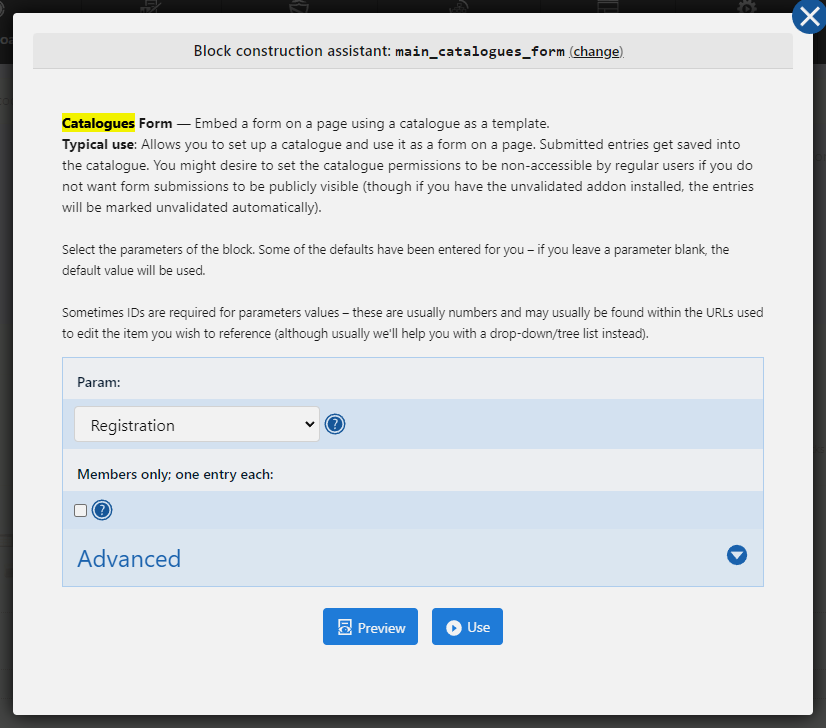 Block construction assistant: main_catalogues_form (change)
Catalogues Form — Embed a form on a page using a catalogue as a template.
Typical use: Allows you to set up a catalogue and use it as a form on a page. Submitted entries get saved into
the catalogue. You might desire to set the catalogue permissions to be non-accessible by regular users if you do
not want form submissions to be publicly visible (though if you have the unvalidated addon installed, the entries
will be marked unvalidated automatically).
Select the parameters of the block. Some of the defaults have been entered for you – if you leave a parameter blank, the
default value will be used.
Sometimes IDs are required for parameters values – these are usually numbers and may usually be found within the URLs used
to edit the item you wish to reference (although usually we'll help you with a drop-down/tree list instead).
Param:
Registration
Members only; one entry each:
Advanced
Preview Use